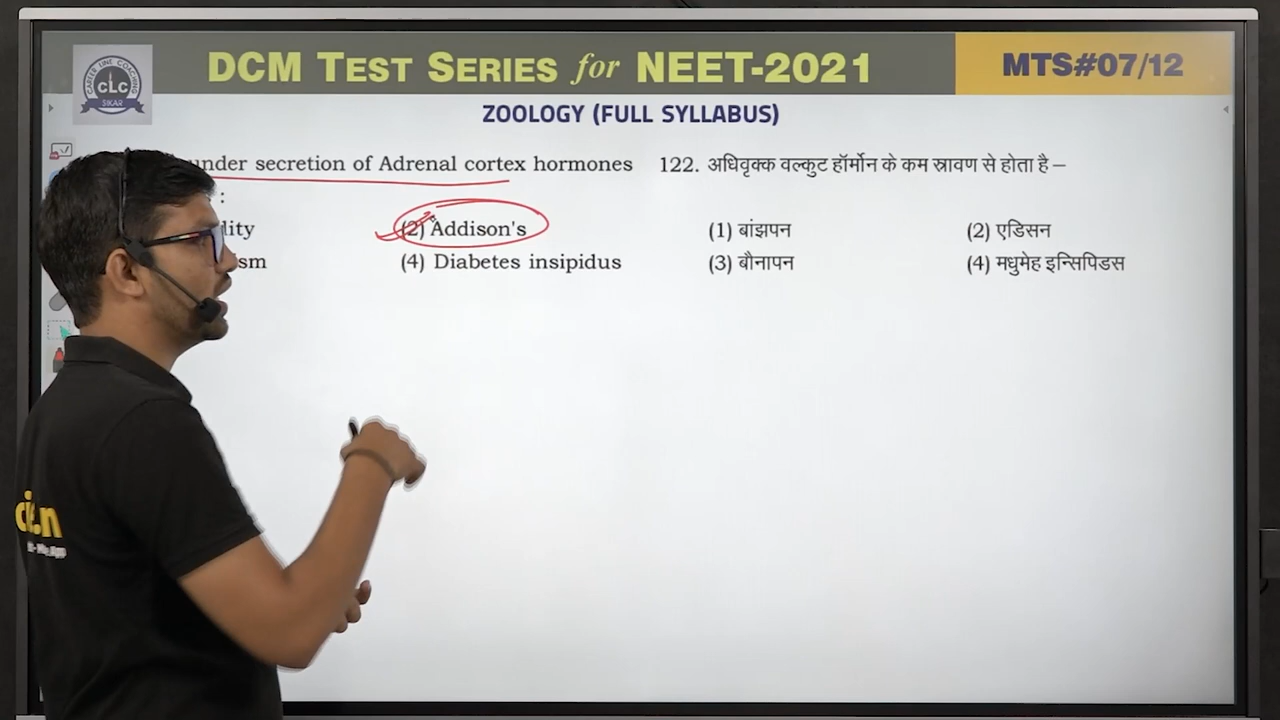 DCM TEST SERIES for NEET-2021
MTS#07/12
CLC
SIKAR
ZOOLOGY (FULL SYLLABUS)
under secretion of Adrenal cortex hormones
:
(2) Addison's
(4) Diabetes insipidus
122. अधिवृक्क वल्कुट हॉर्मोन के कम स्रावण से होता है –
(1) बांझपन (2) एडिसन
(3) बौनापन (4) मधुमेह इन्सिपिडस